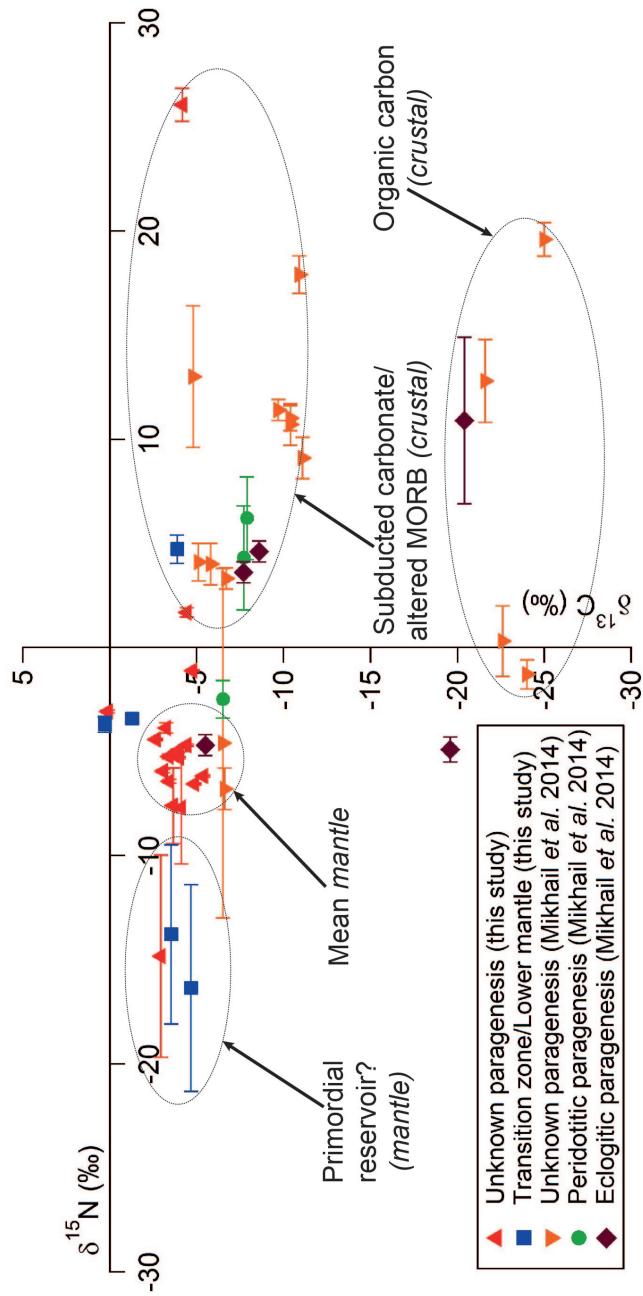 5
δ¹⁵N (‰)
-30
-20
-10
10
20
30
-5
-10
-20
-25
-30
δ¹³C (‰)
Primordial
reservoir?
(mantle)
Mean mantle
Subducted carbonate/
altered MORB (crustal)
Organic carbon
(crustal)
Unknown paragenesis (this study)
Transition zone/Lower mantle (this study)
Unknown paragenesis (Mikhail et al. 2014)
Peridotitic paragenesis (Mikhail et al. 2014)
Eclogitic paragenesis (Mikhail et al. 2014)